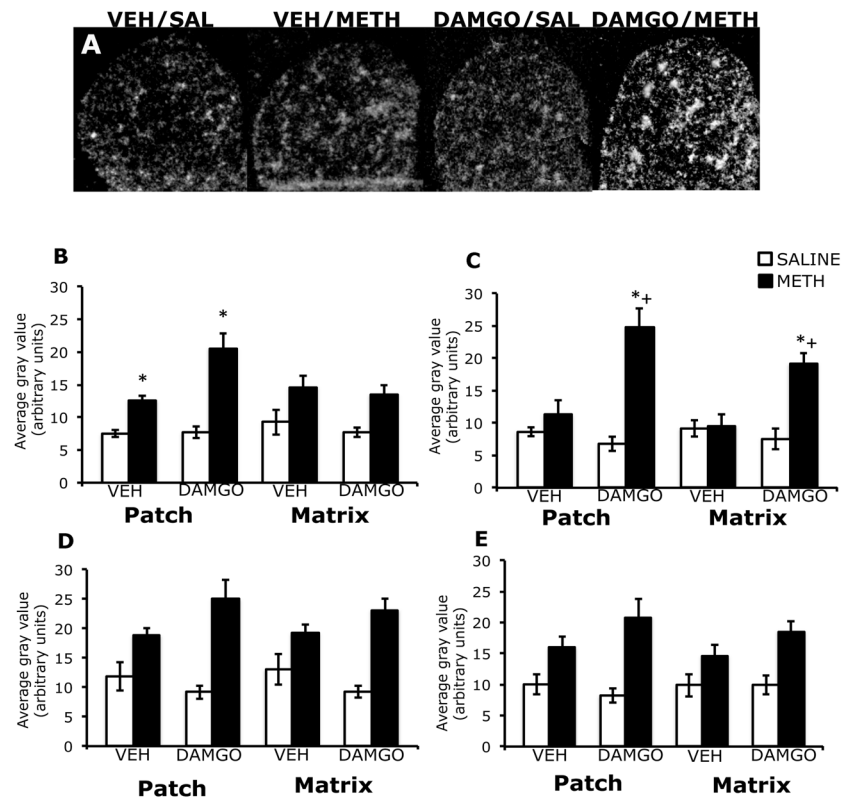 VEH/SAL VEH/METH DAMGO/SAL DAMGO/METH
A
B
Average gray value
(arbitrary units)
30
25
20
15
10
5
0
*
*
VEH DAMGO VEH DAMGO
Patch Matrix
C
SALINE
METH
Average gray value
(arbitrary units)
30
25
20
15
10
5
0
*+
*+
VEH DAMGO VEH DAMGO
Patch Matrix
D
Average gray value
(arbitrary units)
30
25
20
15
10
5
0
VEH DAMGO VEH DAMGO
Patch Matrix
E
Average gray value
(arbitrary units)
30
25
20
15
10
5
0
VEH DAMGO VEH DAMGO
Patch Matrix